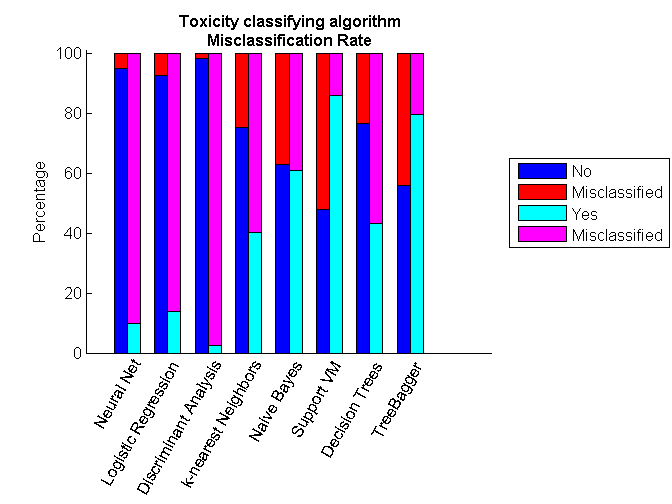 Toxicity classifying algorithm
Misclassification Rate
Percentage
100
80
60
40
20
0
Neural Net
Logistic Regression
Discriminant Analysis
k-nearest Neighbors
Naive Bayes
Support VM
Decision Trees
TreeBagger
No
Misclassified
Yes
Misclassified